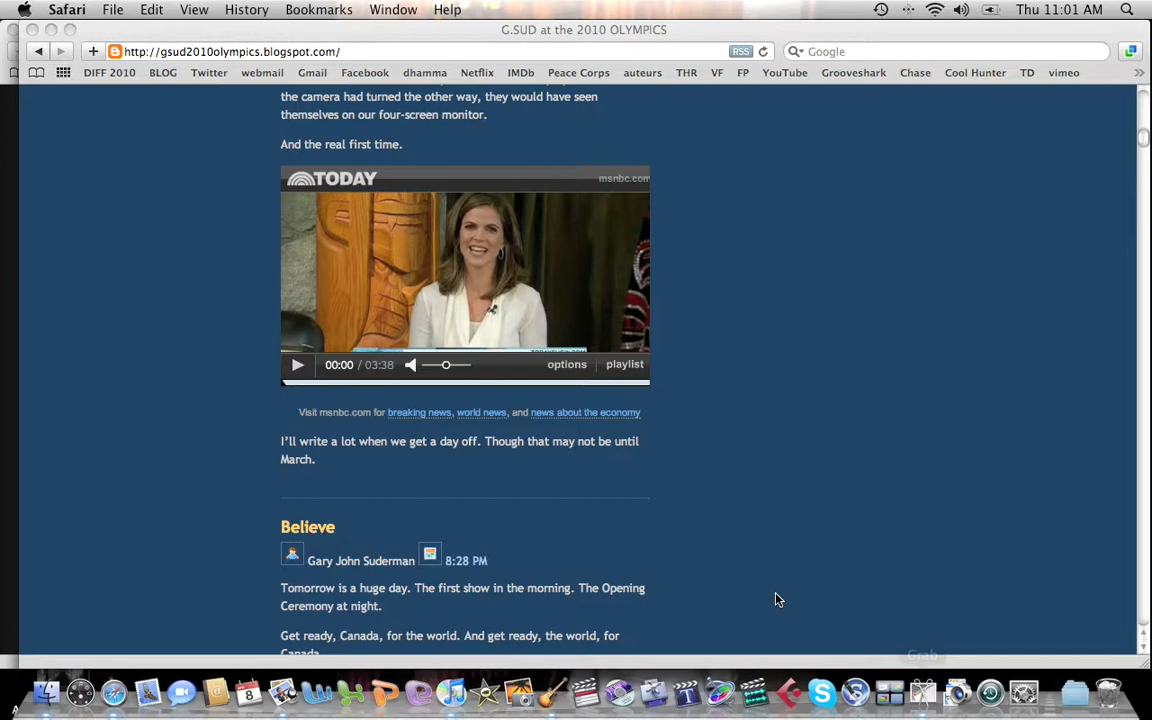 Safari File Edit View History Bookmarks Window Help Thu 11:01 AM
G.SUD at the 2010 OLYMPICS
http://gsud2010olympics.blogspot.com/ RSS Google
DIFF 2010 BLOG Twitter webmail Gmail Facebook dhamma Netflix IMDb Peace Corps auteurs THR VF FP YouTube Grooveshark Chase Cool Hunter TD vimeo »
the camera had turned the other way, they would have seen
themselves on our four-screen monitor.
And the real first time.
TODAY msnbc.com
00:00 / 03:38 options playlist
Visit msnbc.com for breaking news, world news, and news about the economy
I'll write a lot when we get a day off. Though that may not be until
March.
Believe
Gary John Suderman 8:28 PM
Tomorrow is a huge day. The first show in the morning. The Opening
Ceremony at night.
Get ready, Canada, for the world. And get ready, the world, for
Canada.
Grab
8